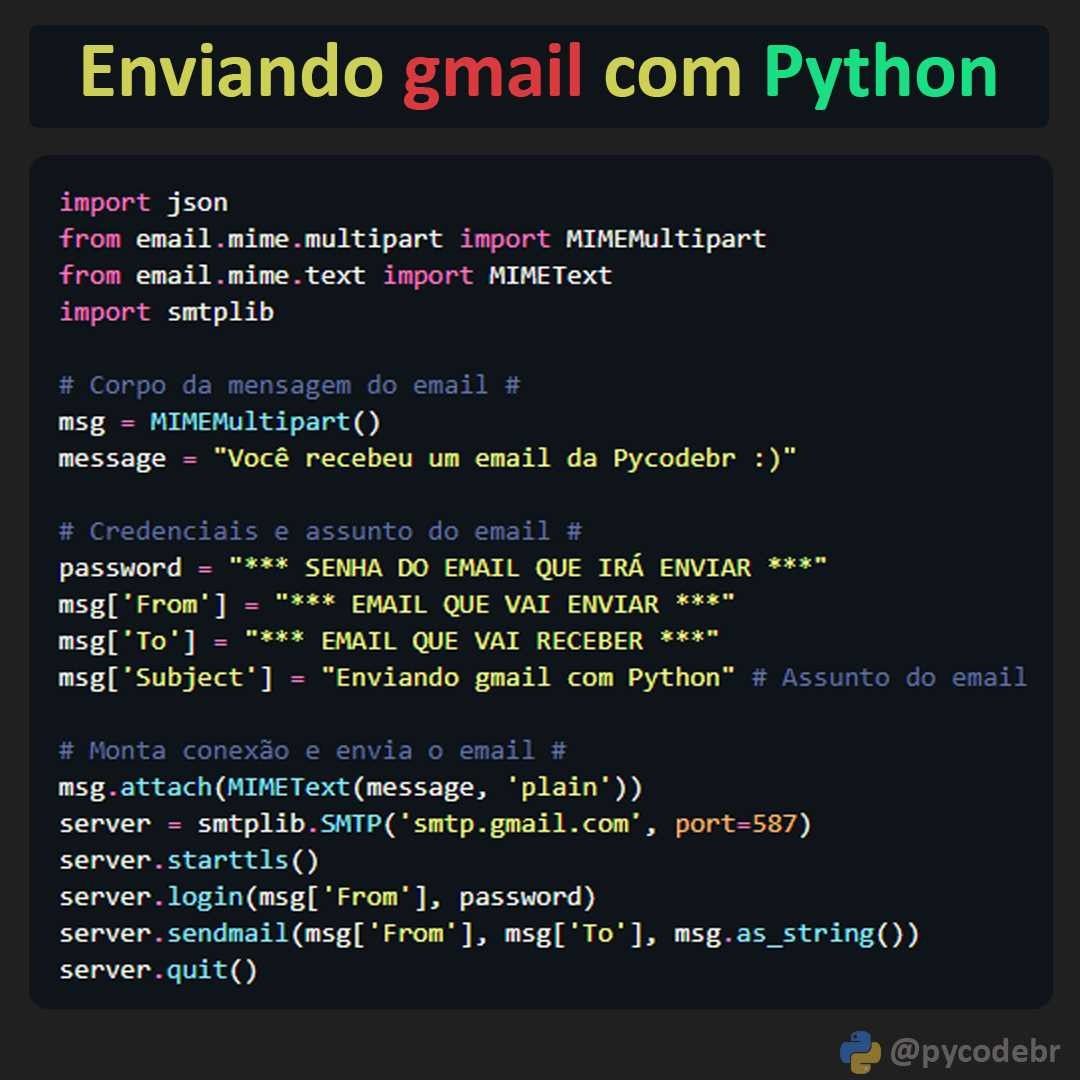 Enviando gmail com Python
import json
from email.mime.multipart import MIMEMultipart
from email.mime.text import MIMEText
import smtplib
# Corpo da mensagem do email #
msg = MIMEMultipart()
message = "Você recebeu um email da Pycodebr :)"
# Credenciais e assunto do email #
password = "*** SENHA DO EMAIL QUE IRÁ ENVIAR ***"
msg['From'] = "*** EMAIL QUE VAI ENVIAR ***"
msg['To'] = "*** EMAIL QUE VAI RECEBER ***"
msg['Subject'] = "Enviando gmail com Python" # Assunto do email
# Monta conexão e envia o email #
msg.attach(MIMEText(message, 'plain'))
server = smtplib.SMTP('smtp.gmail.com', port=587)
server.starttls()
server.login(msg['From'], password)
server.sendmail(msg['From'], msg['To'], msg.as_string())
server.quit()
@pycodebr